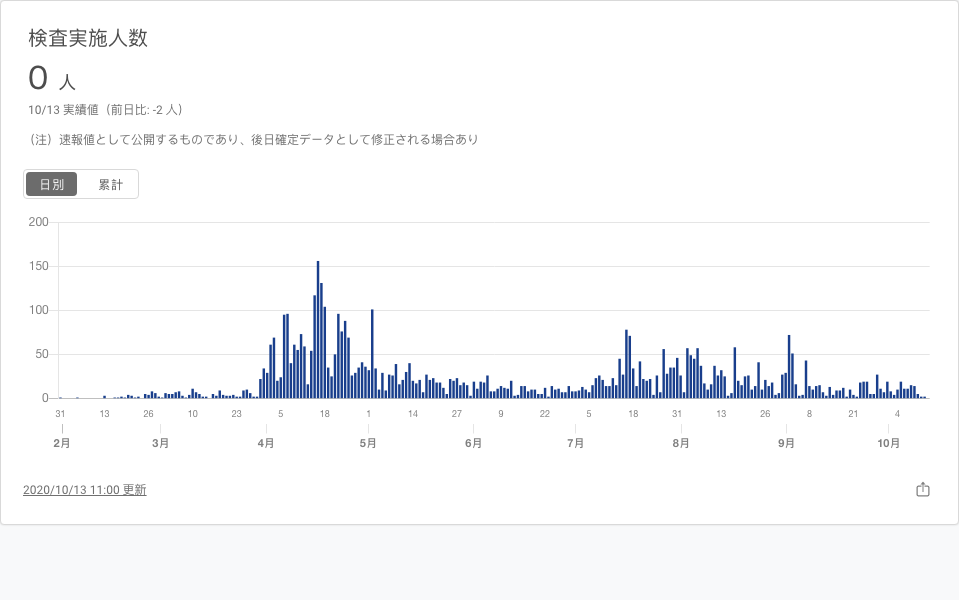 検査実施人数
0 人
10/13 実績値（前日比: -2 人）
（注）速報値として公開するものであり、後日確定データとして修正される場合あり
日別 累計
200
150
100
50
0
31 13 26 10 23 5 18 1 14 27 9 22 5 18 31 13 26 8 21 4
2月 3月 4月 5月 6月 7月 8月 9月 10月
2020/10/13 11:00 更新